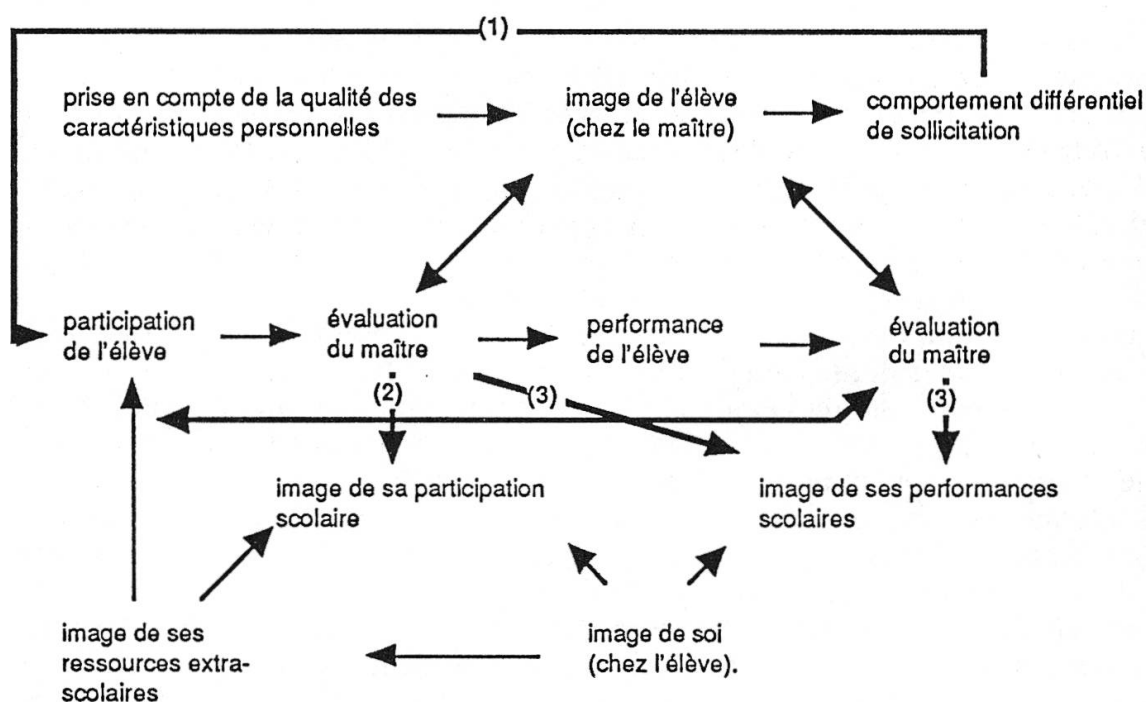 (1)
prise en compte de la qualité des
caractéristiques personnelles
image de l'élève
(chez le maître)
comportement différentiel
de sollicitation
participation
de l'élève
évaluation
du maître
performance
de l'élève
évaluation
du maître
(2)
(3)
(3)
image de sa participation
scolaire
image de ses performances
scolaires
image de ses
ressources extra-
scolaires
image de soi
(chez l'élève).